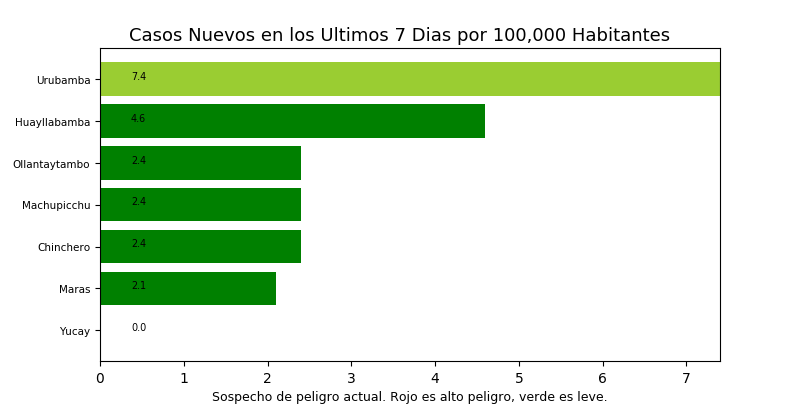 Casos Nuevos en los Ultimos 7 Dias por 100,000 Habitantes
Urubamba 7.4
Huayllabamba 4.6
Ollantaytambo 2.4
Machupicchu 2.4
Chinchero 2.4
Maras 2.1
Yucay 0.0
0 1 2 3 4 5 6 7
Sospecho de peligro actual. Rojo es alto peligro, verde es leve.